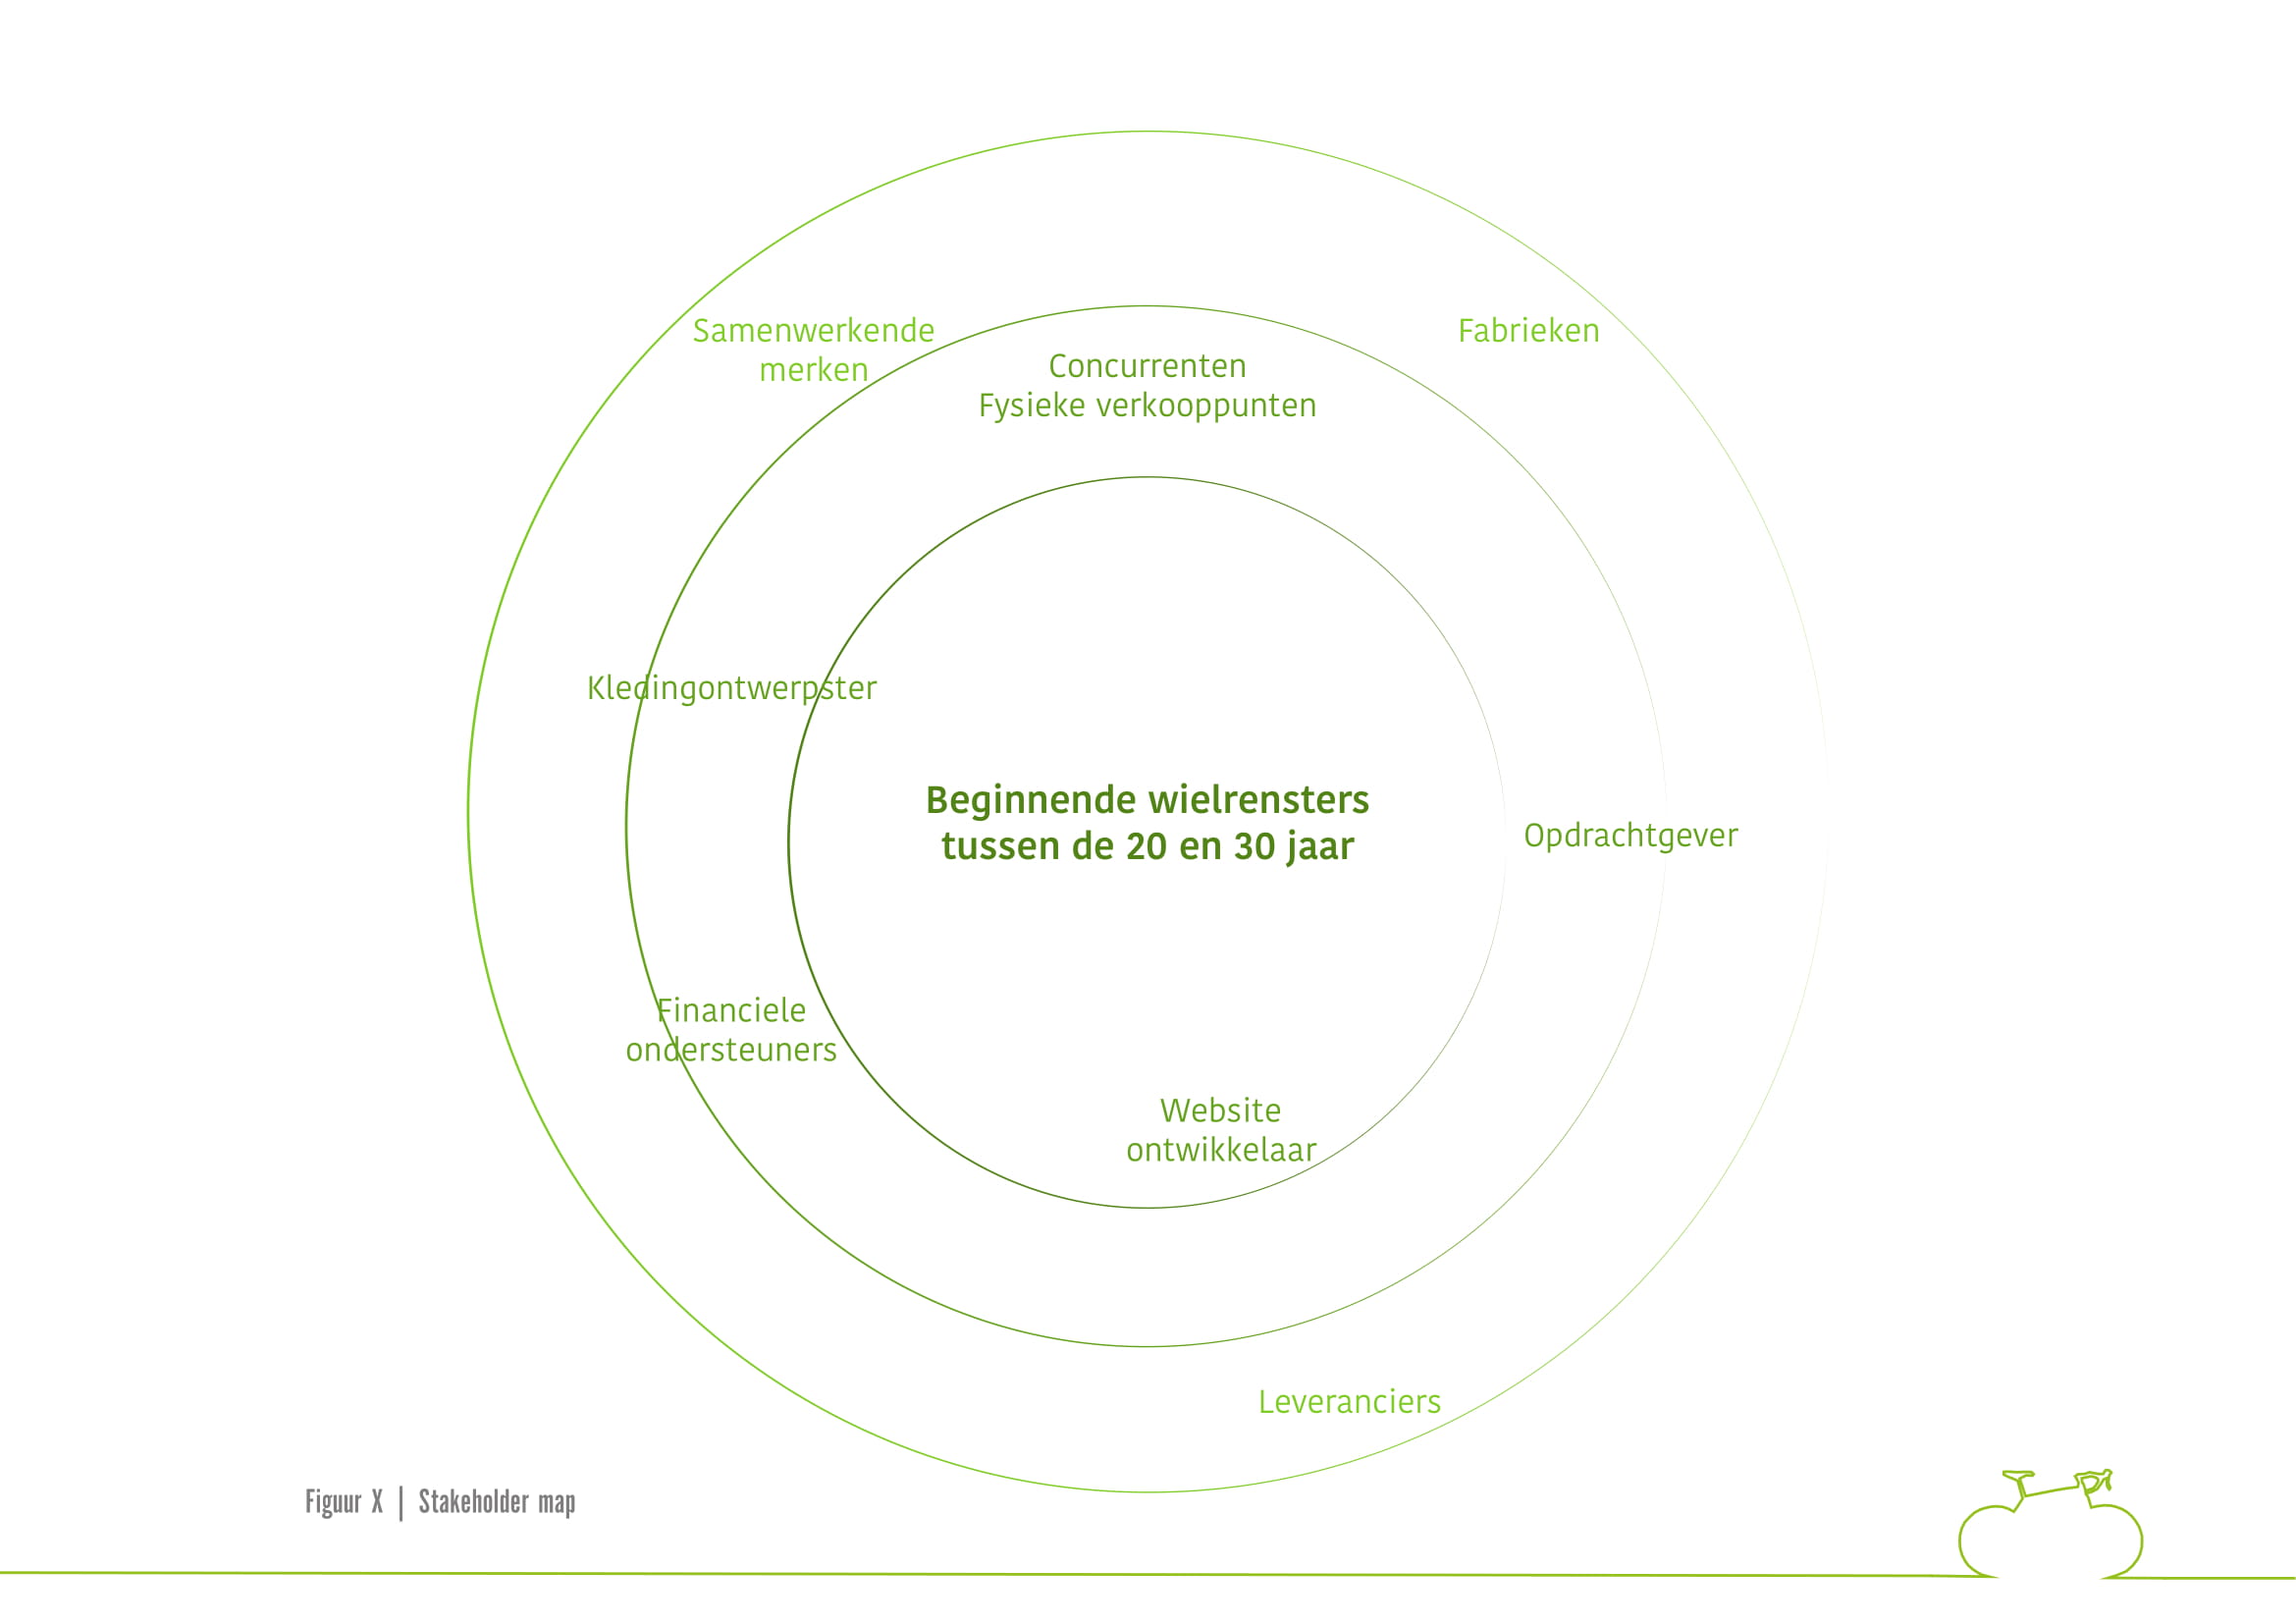 Samenwerkende
merken
Fabrieken
Concurrenten
Fysieke verkooppunten
Kledingontwerpster
Beginnende wielrensters
tussen de 20 en 30 jaar
Opdrachtgever
Financiele
ondersteuners
Website
ontwikkelaar
Leveranciers
Figuur X | Stakeholder map